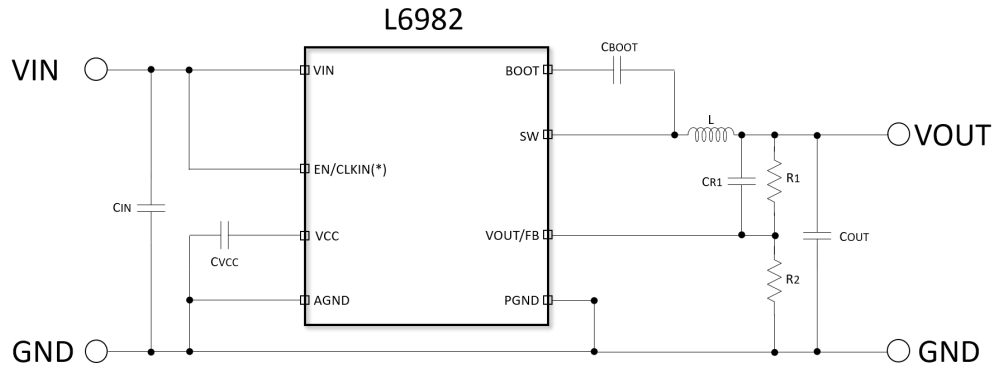 L6982
CBOOT
VIN
VIN
BOOT
L
SW
VOUT
EN/CLKIN(*)
CR1
R1
CIN
VCC
VOUT/FB
COUT
CVCC
R2
AGND
PGND
GND
GND